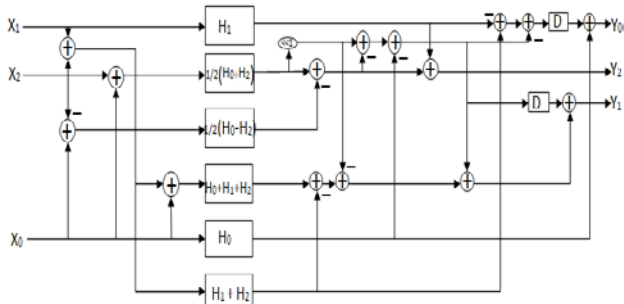 X₁ H₁ D Y₀
≪
X₂ 1/2(H₀+H₂) Y₂
D Y₁
1/2(H₀-H₂)
H₀+H₁+H₂
X₀ H₀
H₁ + H₂